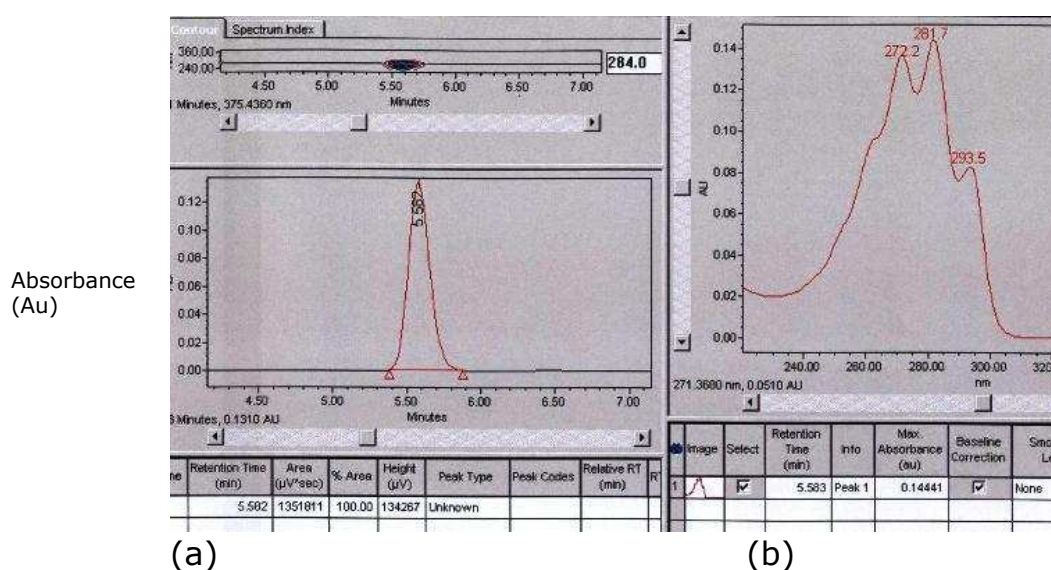 Contour Spectrum Index
360.00
240.00
284.0
4.50 5.00 5.50 6.00 6.50 7.00
Minutes
Minutes, 375.4360 nm
0.12
0.10
0.08
0.06
0.04
0.02
0.00
5.582
4.50 5.00 5.50 6.00 6.50 7.00
Minutes
Minutes, 0.1310 AU
Retention Time (min) Area (µV*sec) % Area Height (µV) Peak Type Peak Codes Relative RT (min)
5.582 1351811 100.00 134267 Unknown
Absorbance
(Au)
0.14
0.12
0.10
0.08
0.06
0.04
0.02
0.00
AU
272.2
281.7
293.5
240.00 260.00 280.00 300.00 320
nm
271.3680 nm, 0.0510 AU
Image Select Retention Time (min) Info Max. Absorbance (au) Baseline Correction
1 5.583 Peak 1 0.14441 None
(a) (b)